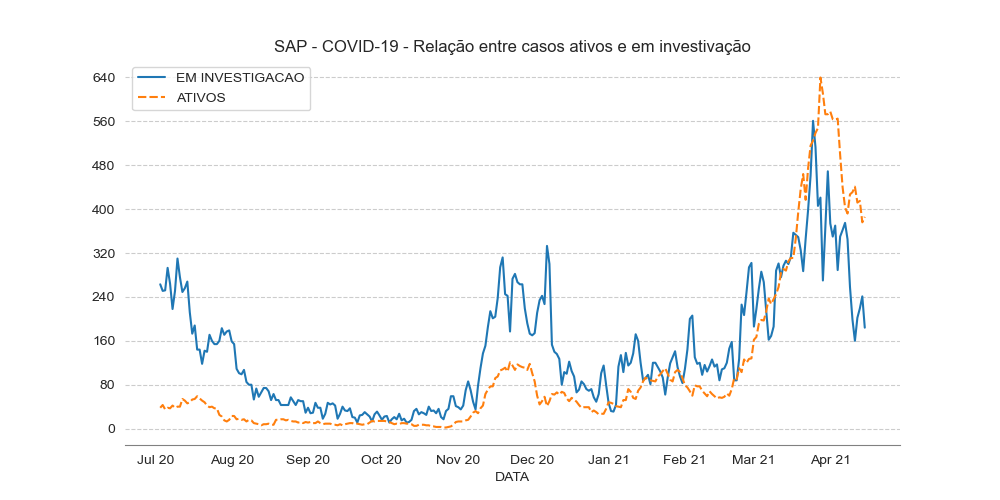 SAP - COVID-19 - Relação entre casos ativos e em investivação
EM INVESTIGACAO
ATIVOS
640
560
480
400
320
240
160
80
0
Jul 20 Aug 20 Sep 20 Oct 20 Nov 20 Dec 20 Jan 21 Feb 21 Mar 21 Apr 21
DATA